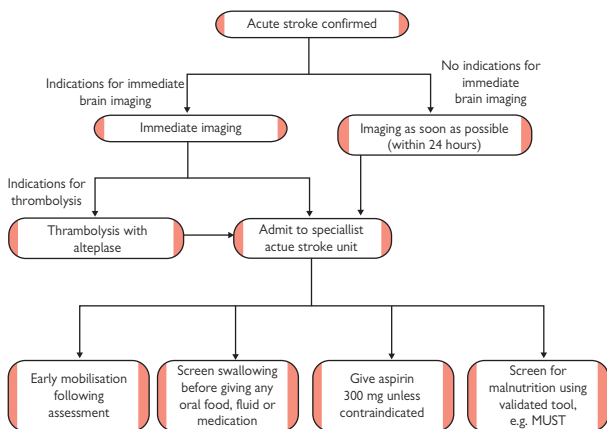 Acute stroke confirmed
Indications for immediate
brain imaging
No indications for
immediate
brain imaging
Immediate imaging
Imaging as soon as possible
(within 24 hours)
Indications for
thrombolysis
Thrambolysis with
alteplase
Admit to speciallist
actue stroke unit
Early mobilisation
following
assessment
Screen swallowing
before giving any
oral food, fluid or
medication
Give aspirin
300 mg unless
contraindicated
Screen for
malnutrition using
validated tool,
e.g. MUST